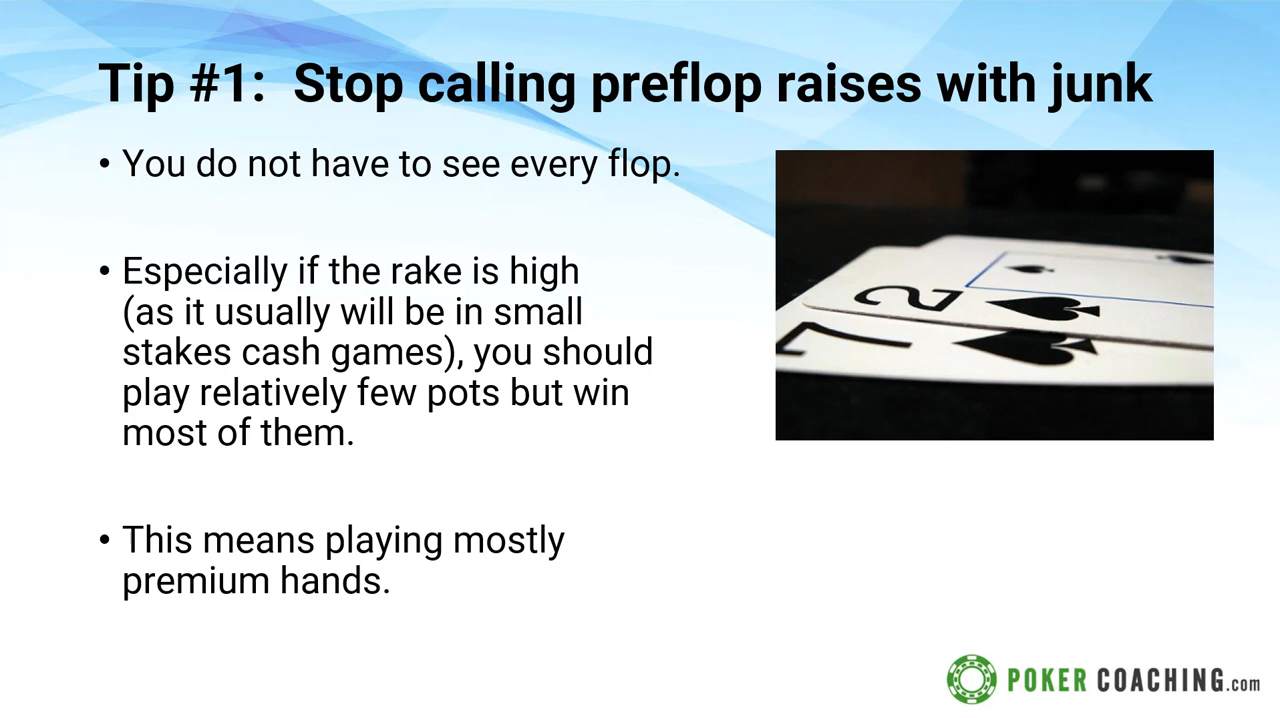 Tip #1:  Stop calling preflop raises with junk
• You do not have to see every flop.
• Especially if the rake is high
(as it usually will be in small
stakes cash games), you should
play relatively few pots but win
most of them.
• This means playing mostly
premium hands.
2
7
POKER COACHING.com